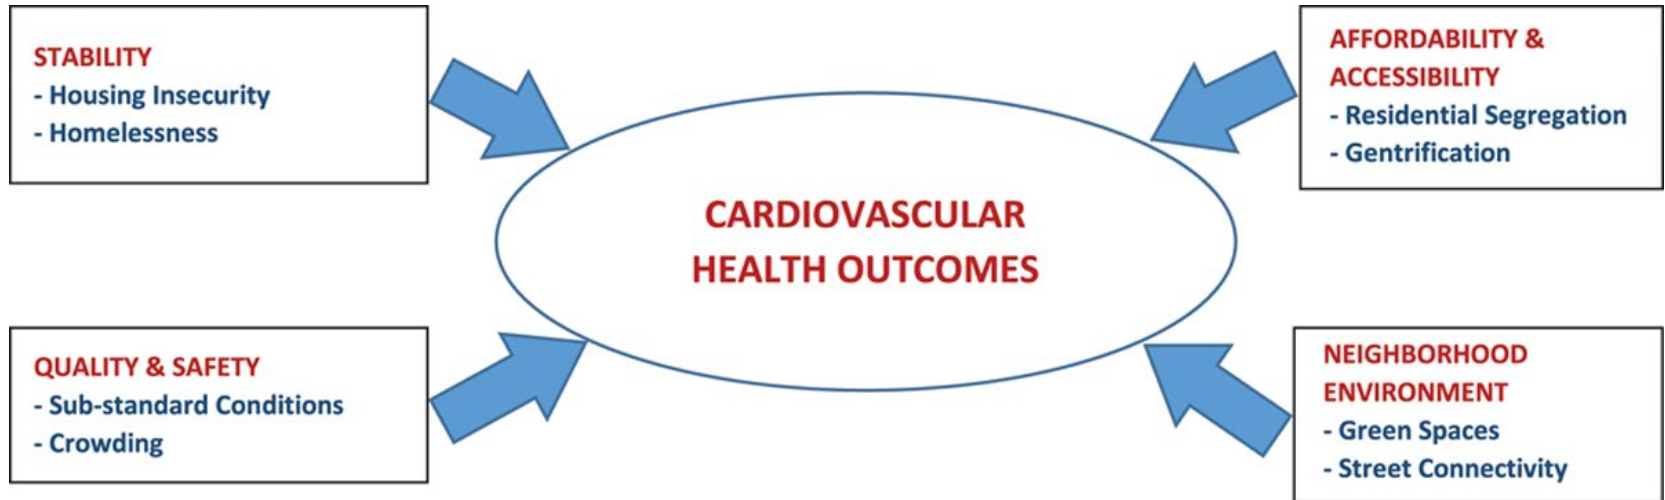 STABILITY
- Housing Insecurity
- Homelessness
AFFORDABILITY &
ACCESSIBILITY
- Residential Segregation
- Gentrification
CARDIOVASCULAR
HEALTH OUTCOMES
QUALITY & SAFETY
- Sub-standard Conditions
- Crowding
NEIGHBORHOOD
ENVIRONMENT
- Green Spaces
- Street Connectivity